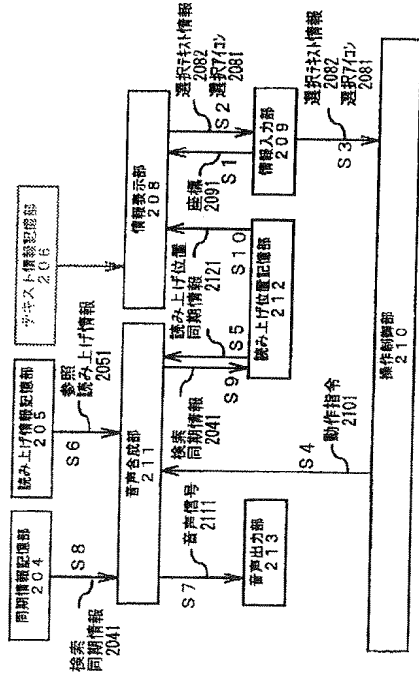 同期情報記憶部
204
読み上げ情報記憶部
205
テキスト情報記憶部
206
検索
同期情報
2041
S8
S6
参照
読み上げ情報
2051
音声合成部
211
情報表示部
208
S7
音声信号
2111
音声出力部
213
検索
同期情報
2041
S9
S5
読み上げ位置
同期情報
2121
S10
読み上げ位置記憶部
212
座標
2091
S1
S2
選択テキスト情報
2082
選択アイコン
2081
情報入力部
209
S4
動作指令
2101
S3
選択テキスト情報
2082
選択アイコン
2081
操作制御部
210